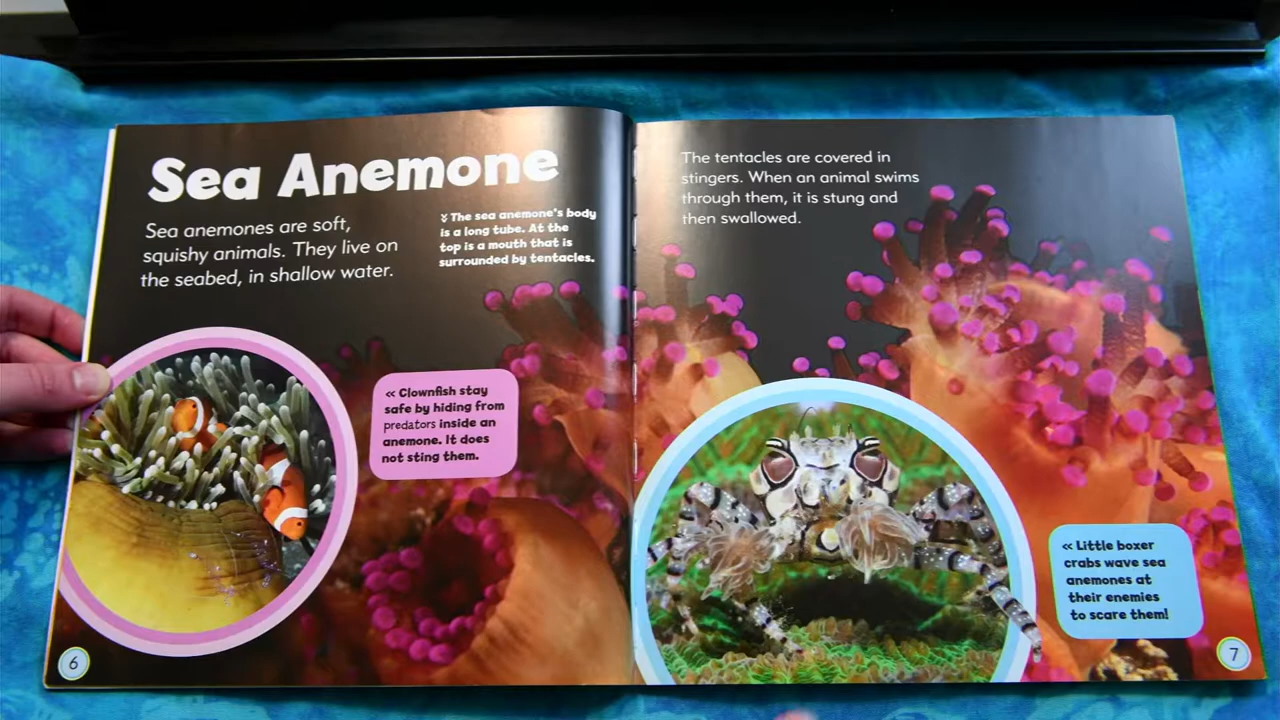 Sea Anemone
Sea anemones are soft,
squishy animals. They live on
the seabed, in shallow water.
⨈ The sea anemone's body
is a long tube. At the
top is a mouth that is
surrounded by tentacles.
« Clownfish stay
safe by hiding from
predators inside an
anemone. It does
not sting them.
6
The tentacles are covered in
stingers. When an animal swims
through them, it is stung and
then swallowed.
« Little boxer
crabs wave sea
anemones at
their enemies
to scare them!
7